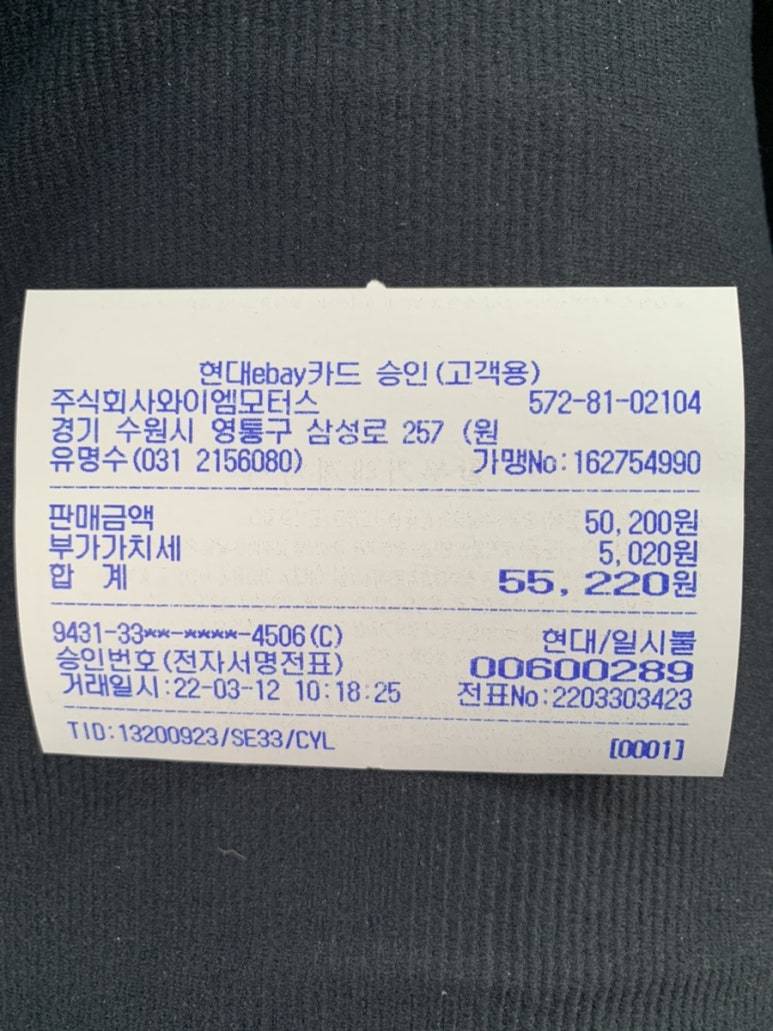 현대ebay카드 승인(고객용)
주식회사와이엠모터스 572-81-02104
경기 수원시 영통구 삼성로 257 (원
유명수(031 2156080) 가맹No:162754990
판매금액 50,200원
부가가치세 5,020원
합 계 55,220원
9431-33**-****-4506(C) 현대/일시불
승인번호(전자서명전표) 00600289
거래일시:22-03-12 10:18:25 전표No:2203303423
TID:13200923/SE33/CYL [0001]